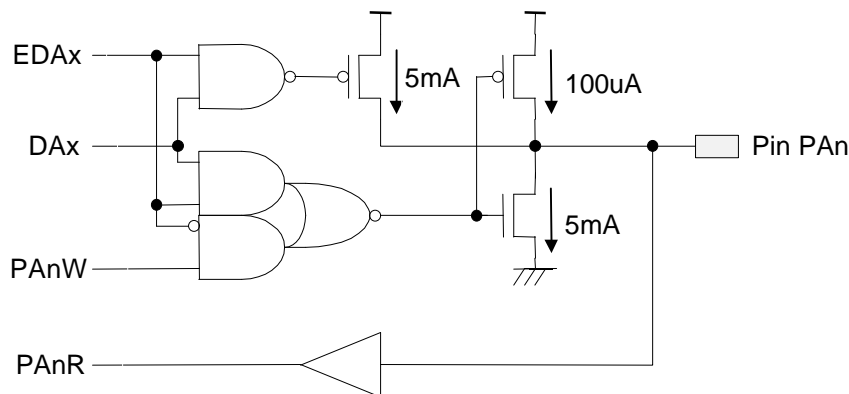 EDAx
5mA
100uA
DAx
Pin PAn
5mA
PAnW
PAnR